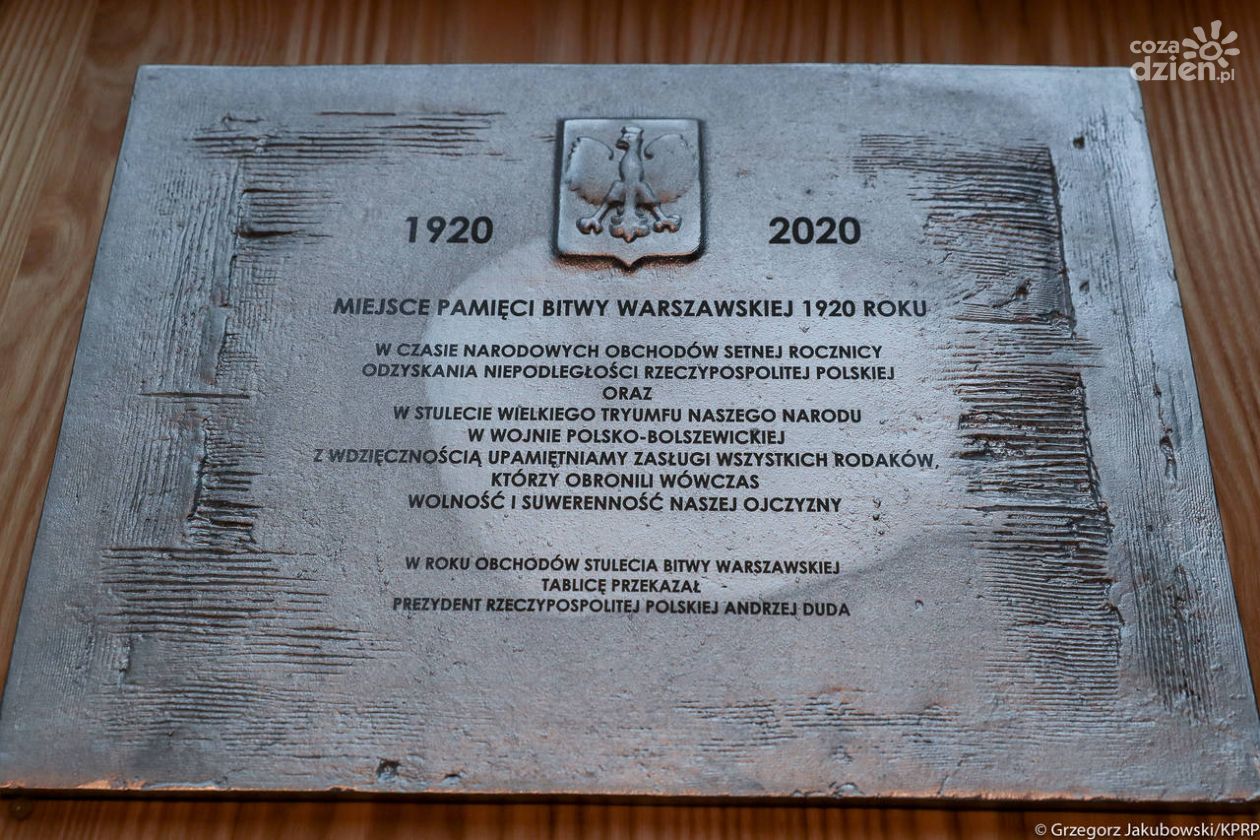 coza
dzien.pl
1920
2020
MIEJSCE PAMIĘCI BITWY WARSZAWSKIEJ 1920 ROKU
W CZASIE NARODOWYCH OBCHODÓW SETNEJ ROCZNICY
ODZYSKANIA NIEPODLEGŁOŚCI RZECZYPOSPOLITEJ POLSKIEJ
ORAZ
W STULECIE WIELKIEGO TRYUMFU NASZEGO NARODU
W WOJNIE POLSKO-BOLSZEWICKIEJ
Z WDZIĘCZNOŚCIĄ UPAMIĘTNIAMY ZASŁUGI WSZYSTKICH RODAKÓW,
KTÓRZY OBRONILI WÓWCZAS
WOLNOŚĆ I SUWERENNOŚĆ NASZEJ OJCZYZNY
W ROKU OBCHODÓW STULECIA BITWY WARSZAWSKIEJ
TABLICĘ PRZEKAZAŁ
PREZYDENT RZECZYPOSPOLITEJ POLSKIEJ ANDRZEJ DUDA
© Grzegorz Jakubowski/KPRP